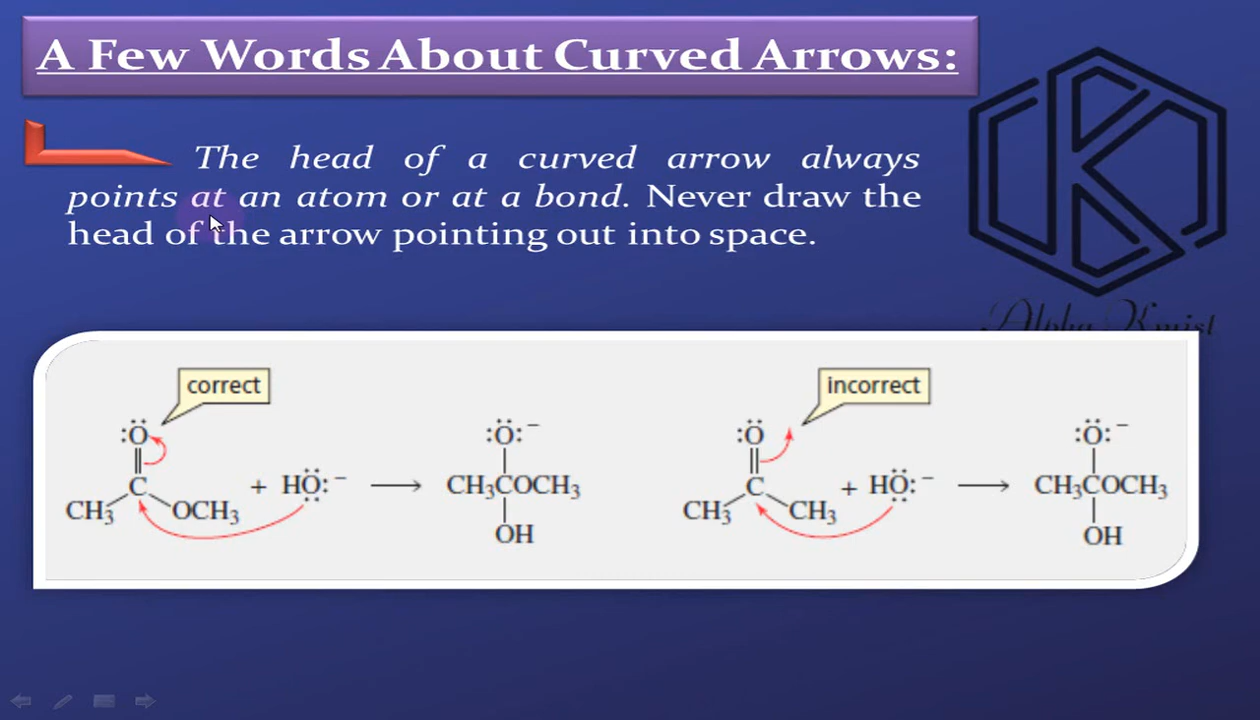 A Few Words About Curved Arrows:
The head of a curved arrow always
points at an atom or at a bond. Never draw the
head of the arrow pointing out into space.
Alpha Kmist
correct
incorrect
:Ö
:Ö:⁻
:Ö
:Ö:⁻
C
CH₃
OCH₃
+ HÖ:⁻
CH₃COCH₃
OH
C
CH₃
CH₃
+ HÖ:⁻
CH₃COCH₃
OH